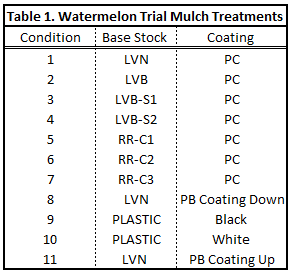 Table 1. Watermelon Trial Mulch Treatments
Condition Base Stock Coating
1 LVN PC
2 LVB PC
3 LVB-S1 PC
4 LVB-S2 PC
5 RR-C1 PC
6 RR-C2 PC
7 RR-C3 PC
8 LVN PB Coating Down
9 PLASTIC Black
10 PLASTIC White
11 LVN PB Coating Up